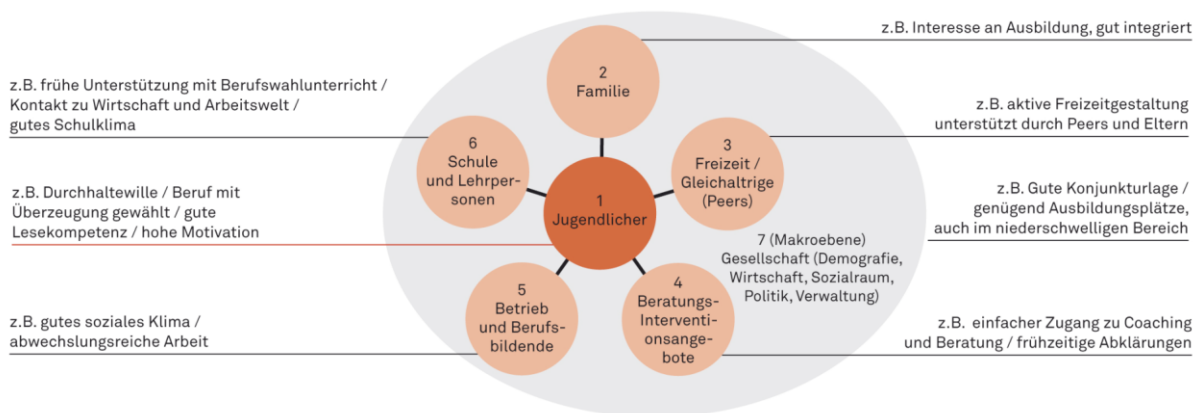 z.B. Interesse an Ausbildung, gut integriert
2
Familie
z.B. frühe Unterstützung mit Berufswahlunterricht /
Kontakt zu Wirtschaft und Arbeitswelt /
gutes Schulklima
z.B. aktive Freizeitgestaltung
unterstützt durch Peers und Eltern
6
Schule
und Lehrper-
sonen
3
Freizeit /
Gleichaltrige
(Peers)
z.B. Durchhaltewille / Beruf mit
Überzeugung gewählt / gute
Lesekompetenz / hohe Motivation
1
Jugendlicher
z.B. Gute Konjunkturlage /
genügend Ausbildungsplätze,
auch im niederschwelligen Bereich
7 (Makroebene)
Gesellschaft (Demografie,
Wirtschaft, Sozialraum,
Politik, Verwaltung)
5
Betrieb
und Berufs-
bildende
4
Beratungs-
Interventi-
onsange-
bote
z.B. gutes soziales Klima /
abwechslungsreiche Arbeit
z.B. einfacher Zugang zu Coaching
und Beratung / frühzeitige Abklärungen